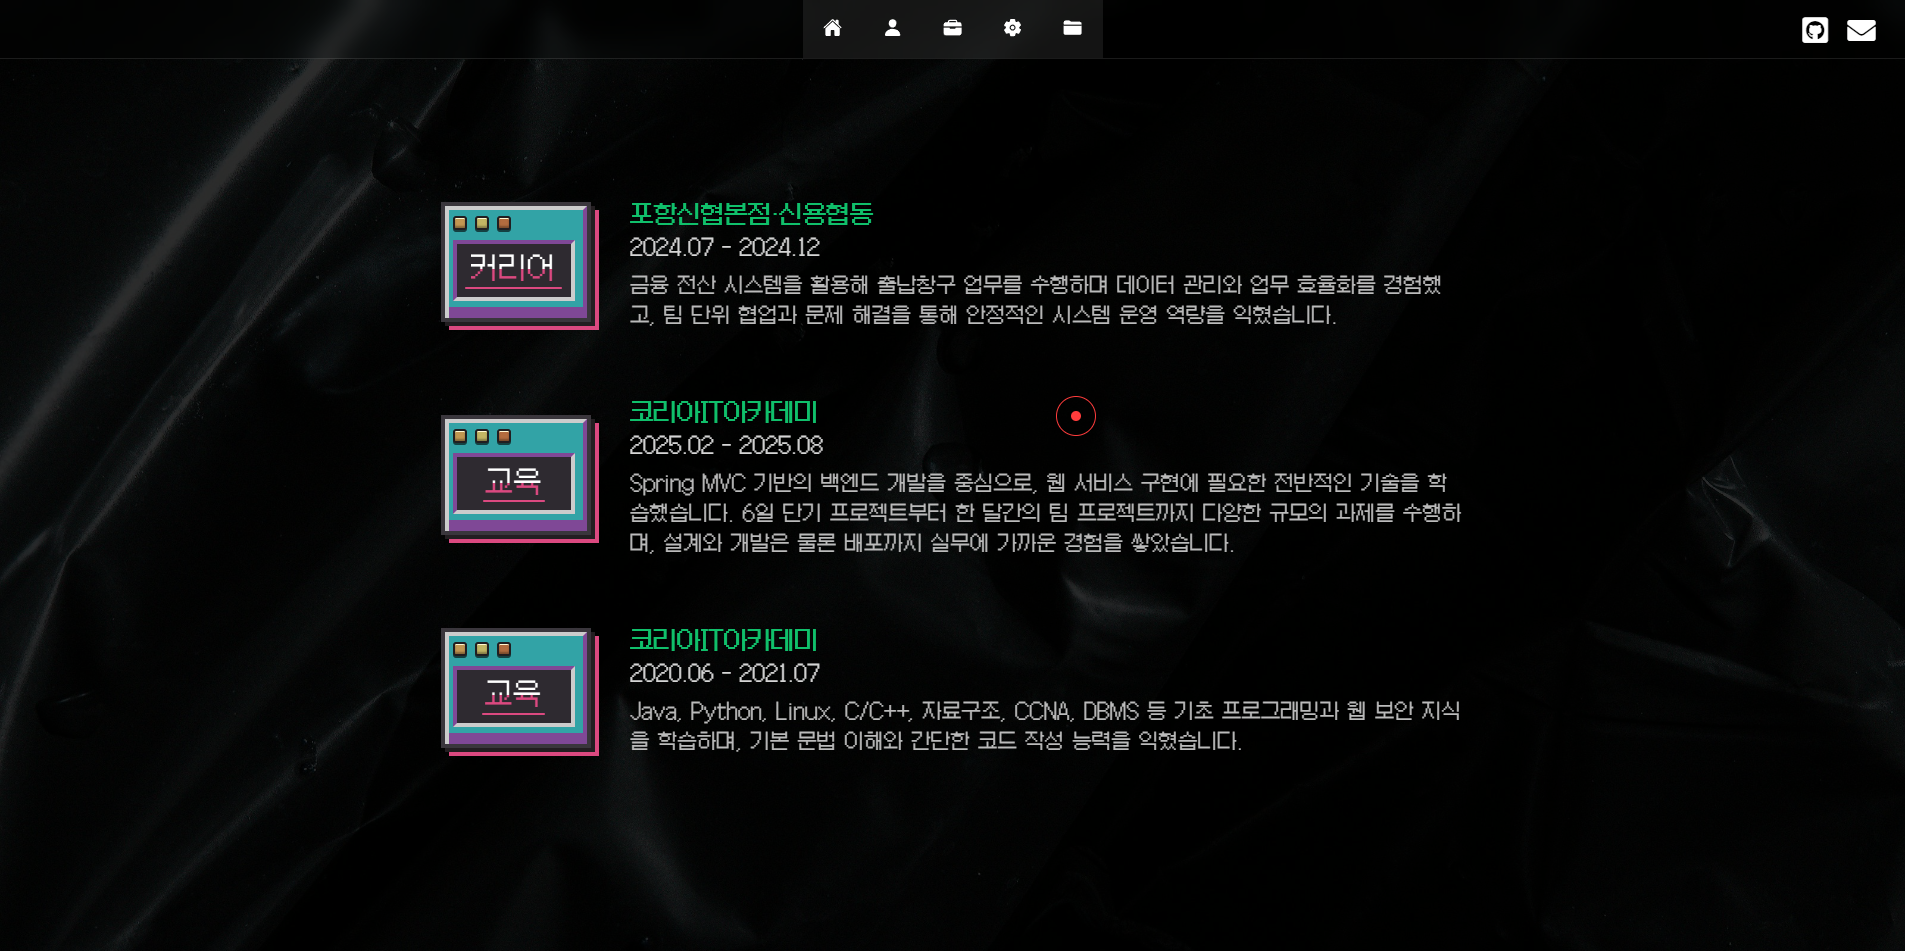 포항신협본점·신용협동
2024.07 - 2024.12
커리어
금융 전산 시스템을 활용해 출납창구 업무를 수행하며 데이터 관리와 업무 효율화를 경험했
고, 팀 단위 협업과 문제 해결을 통해 안정적인 시스템 운영 역량을 익혔습니다.
코리아IT아카데미
2025.02 - 2025.08
교육
Spring MVC 기반의 백엔드 개발을 중심으로, 웹 서비스 구현에 필요한 전반적인 기술을 학
습했습니다. 6일 단기 프로젝트부터 한 달간의 팀 프로젝트까지 다양한 규모의 과제를 수행하
며, 설계와 개발은 물론 배포까지 실무에 가까운 경험을 쌓았습니다.
코리아IT아카데미
2020.06 - 2021.07
교육
Java, Python, Linux, C/C++, 자료구조, CCNA, DBMS 등 기초 프로그래밍과 웹 보안 지식
을 학습하며, 기본 문법 이해와 간단한 코드 작성 능력을 익혔습니다.